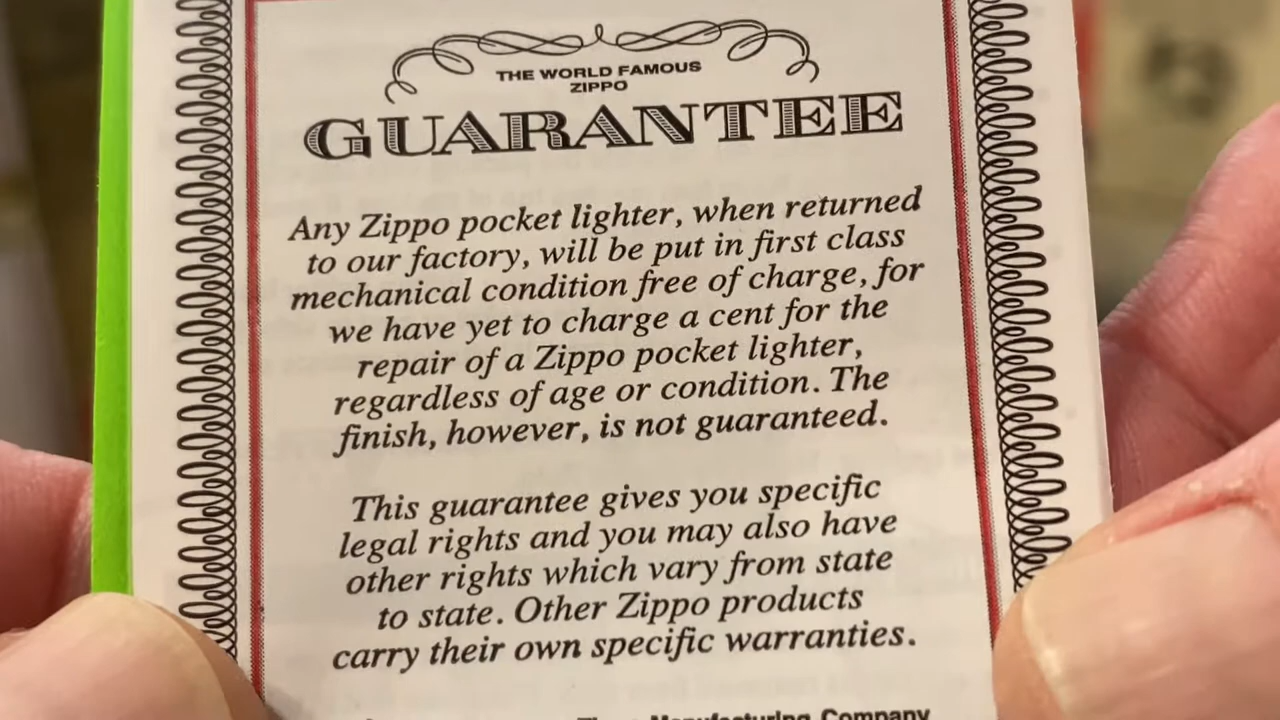 THE WORLD FAMOUS
ZIPPO
GUARANTEE
Any Zippo pocket lighter, when returned
to our factory, will be put in first class
mechanical condition free of charge, for
we have yet to charge a cent for the
repair of a Zippo pocket lighter,
regardless of age or condition. The
finish, however, is not guaranteed.
This guarantee gives you specific
legal rights and you may also have
other rights which vary from state
to state. Other Zippo products
carry their own specific warranties.
Manufacturing Company